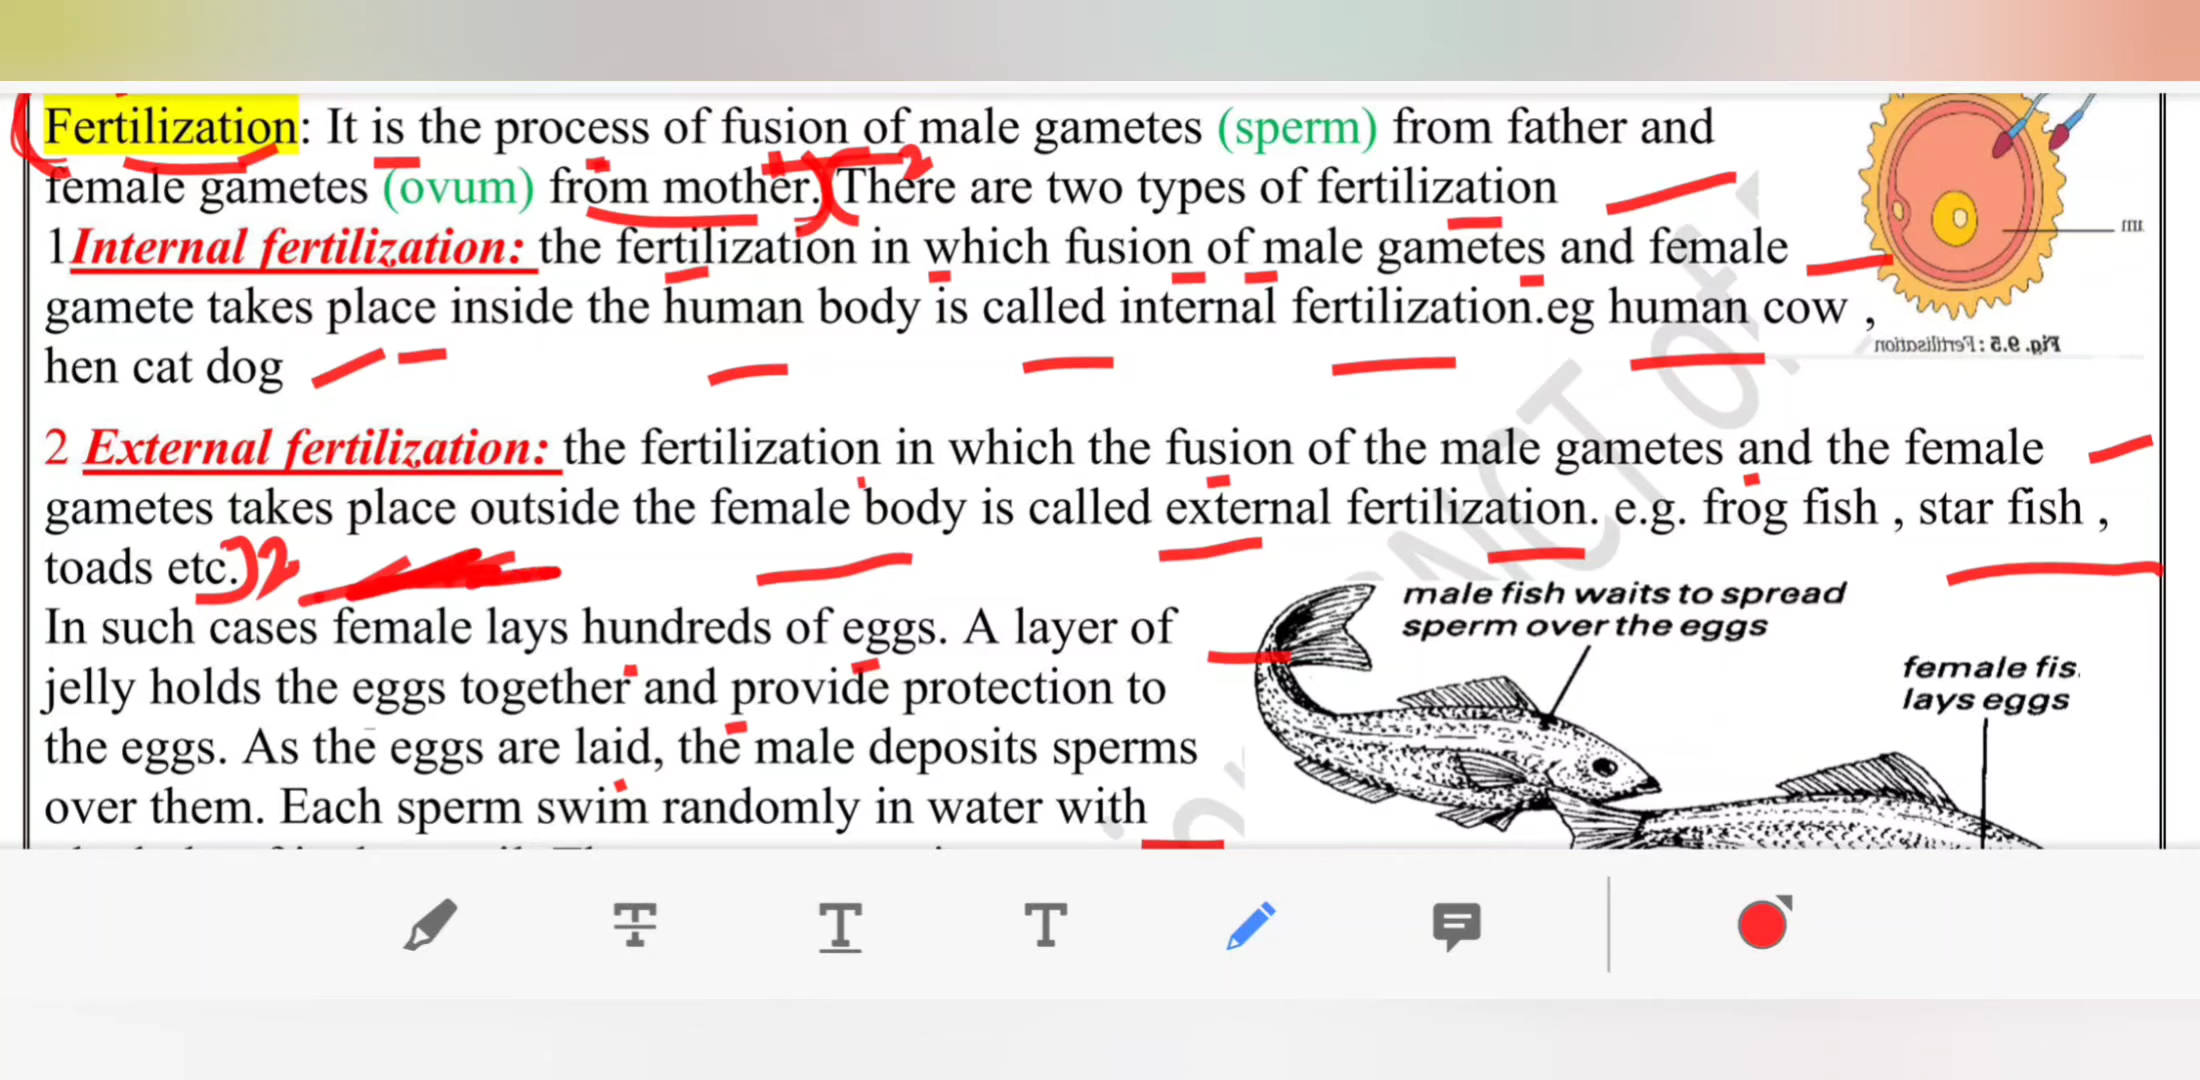 Fertilization: It is the process of fusion of male gametes (sperm) from father and
female gametes (ovum) from mother. There are two types of fertilization
1Internal fertilization: the fertilization in which fusion of male gametes and female
gamete takes place inside the human body is called internal fertilization.eg human cow ,
hen cat dog
Fig. 9.5 : Fertilisation
2 External fertilization: the fertilization in which the fusion of the male gametes and the female
gametes takes place outside the female body is called external fertilization. e.g. frog fish , star fish ,
toads etc.
In such cases female lays hundreds of eggs. A layer of
jelly holds the eggs together and provide protection to
the eggs. As the eggs are laid, the male deposits sperms
over them. Each sperm swim randomly in water with
male fish waits to spread
sperm over the eggs
female fis
lays eggs